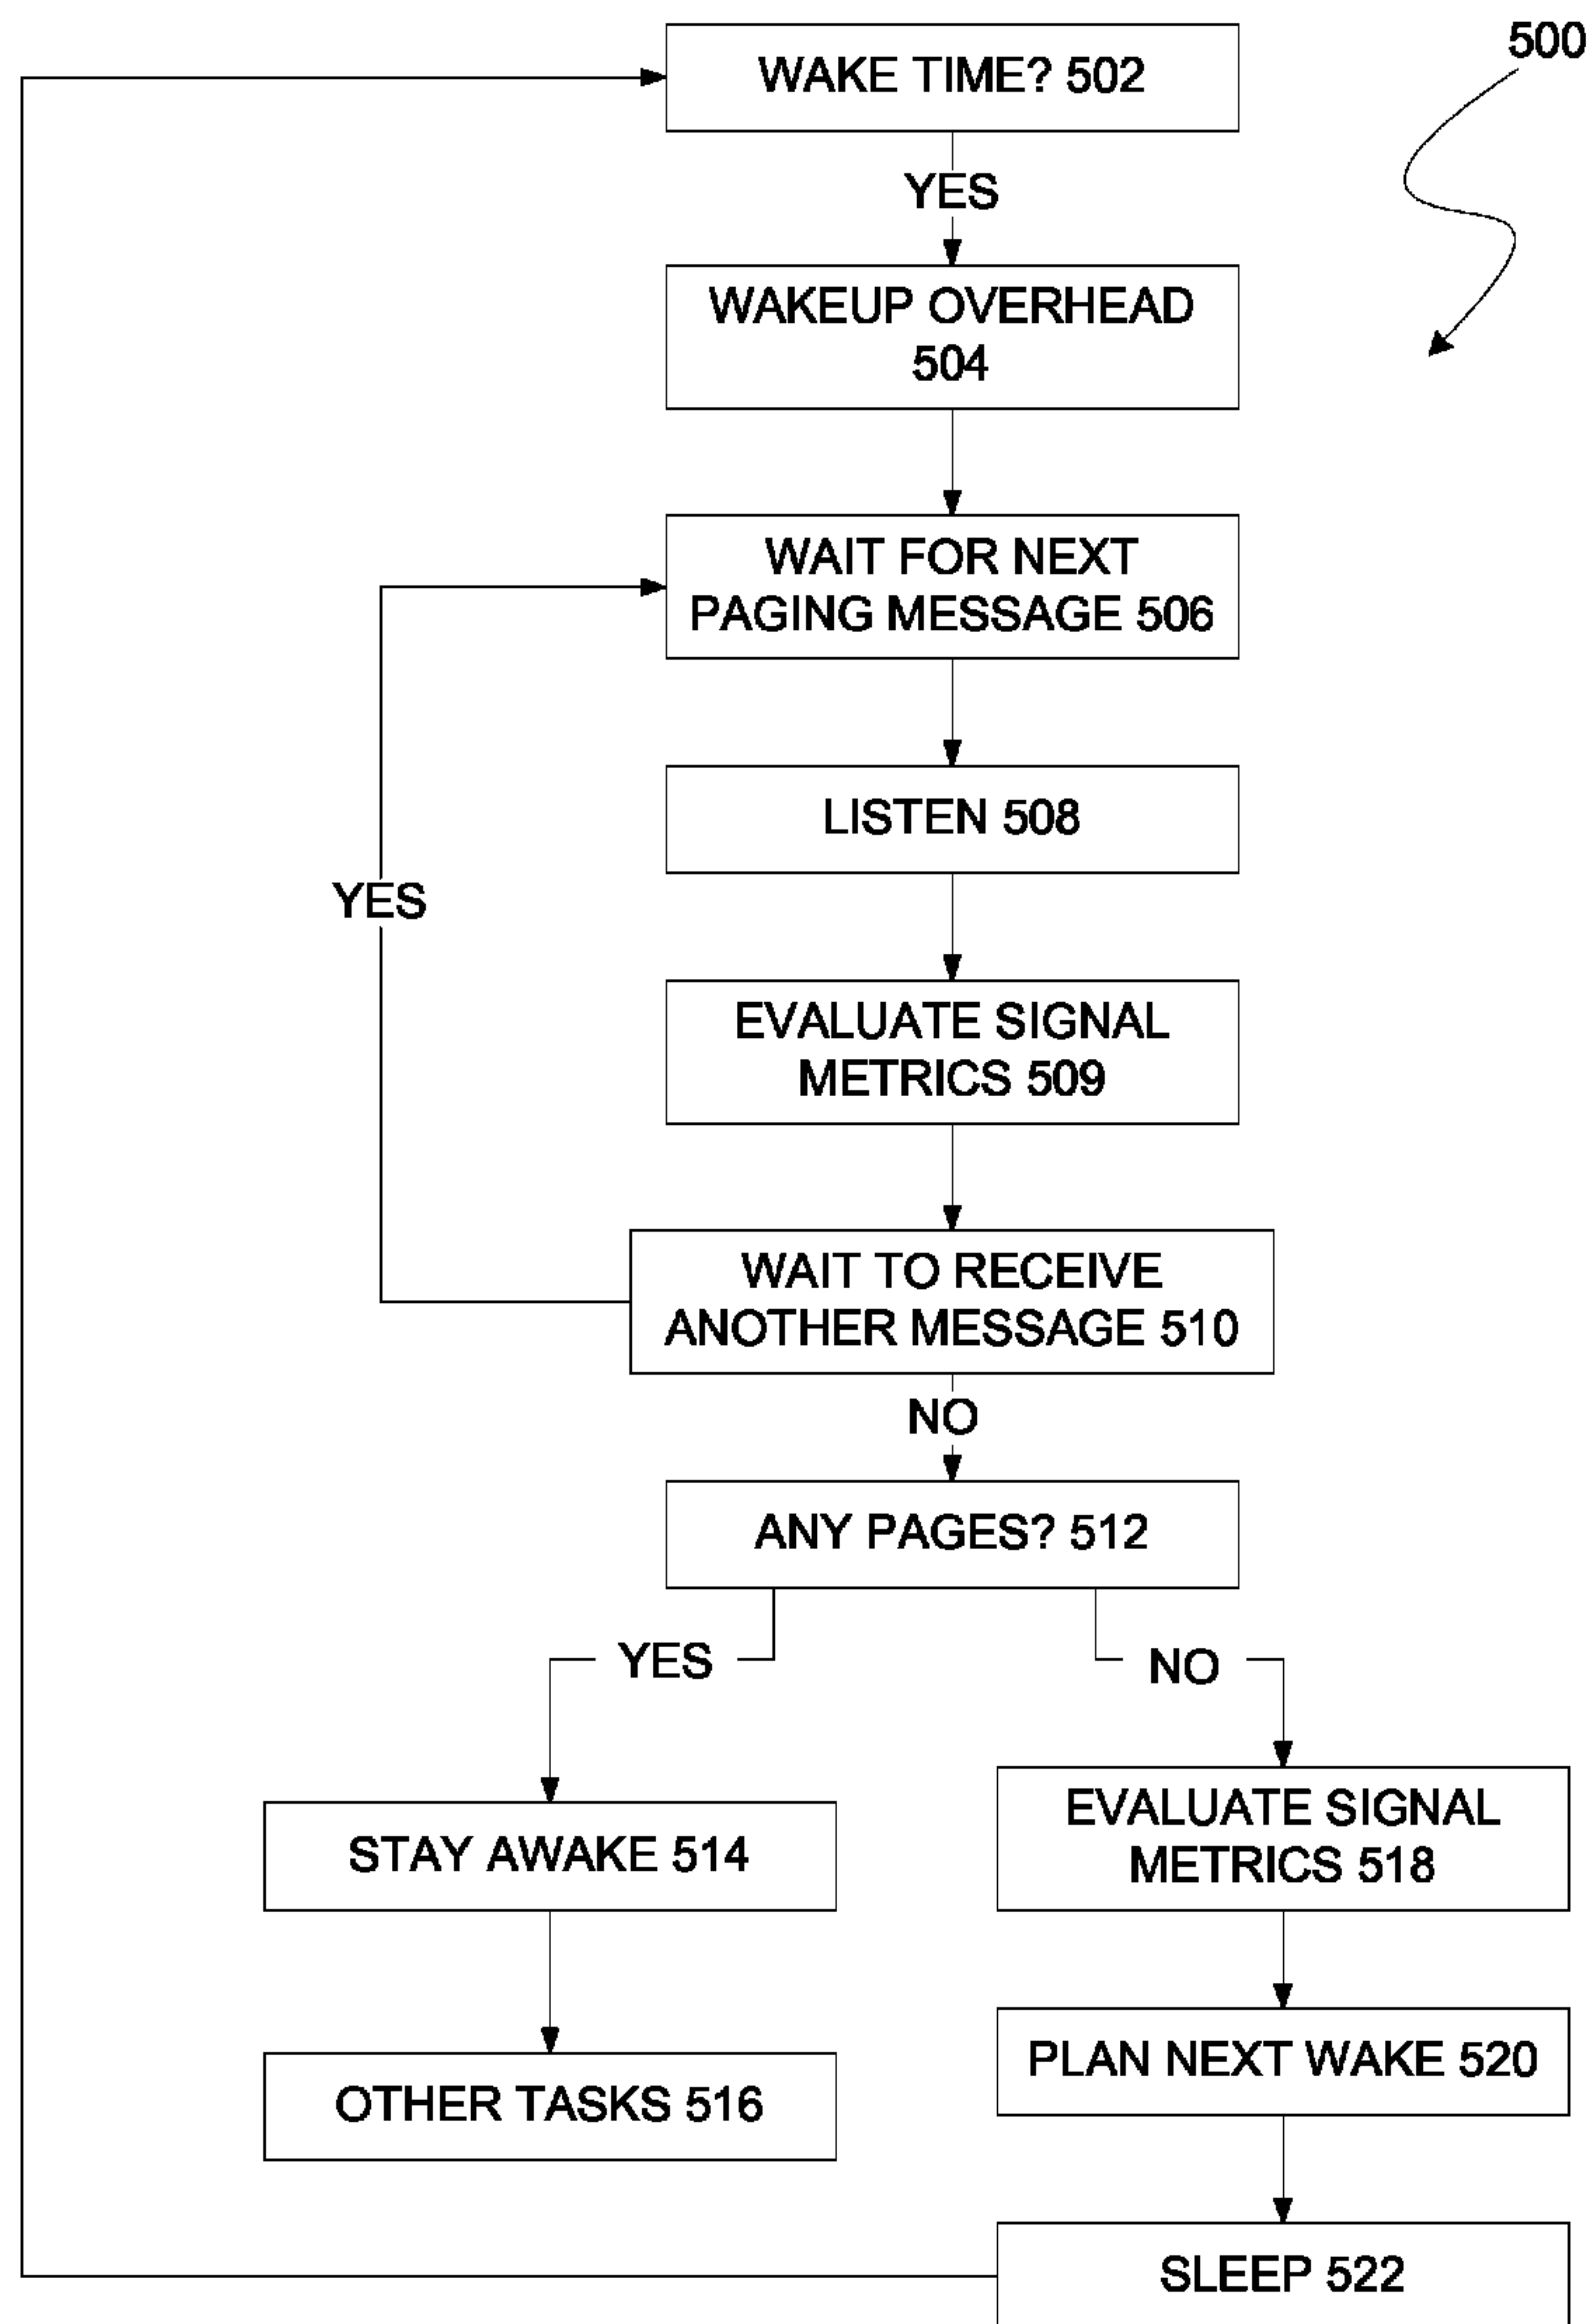 500
WAKE TIME? 502
YES
WAKEUP OVERHEAD
504
WAIT FOR NEXT
PAGING MESSAGE 506
LISTEN 508
YES
EVALUATE SIGNAL
METRICS 509
WAIT TO RECEIVE
ANOTHER MESSAGE 510
NO
ANY PAGES? 512
YES
NO
STAY AWAKE 514
EVALUATE SIGNAL
METRICS 518
OTHER TASKS 516
PLAN NEXT WAKE 520
SLEEP 522